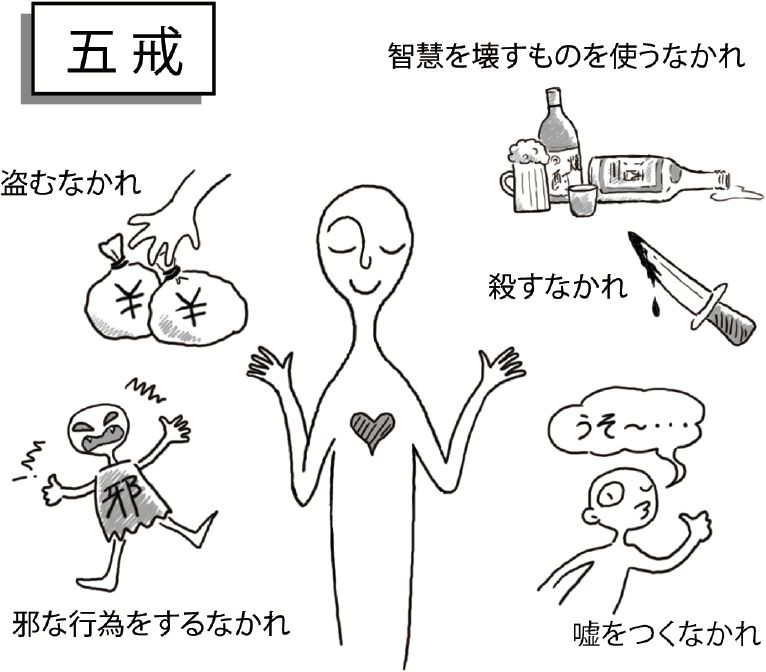 五戒
智慧を壊すものを使うなかれ
盗むなかれ
¥
¥
殺すなかれ
うそ〜・・・
邪
邪な行為をするなかれ
嘘をつくなかれ